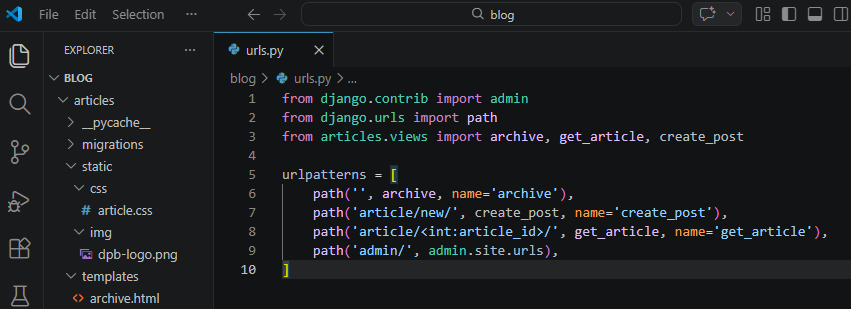 File Edit Selection ... blog
EXPLORER
BLOG
articles
__pycache__
migrations
static
css
# article.css
img
dpb-logo.png
templates
<> archive.html
urls.py
blog > urls.py > ...
1 from django.contrib import admin
2 from django.urls import path
3 from articles.views import archive, get_article, create_post
4
5 urlpatterns = [
6     path('', archive, name='archive'),
7     path('article/new/', create_post, name='create_post'),
8     path('article/<int:article_id>/', get_article, name='get_article'),
9     path('admin/', admin.site.urls),
10 ]